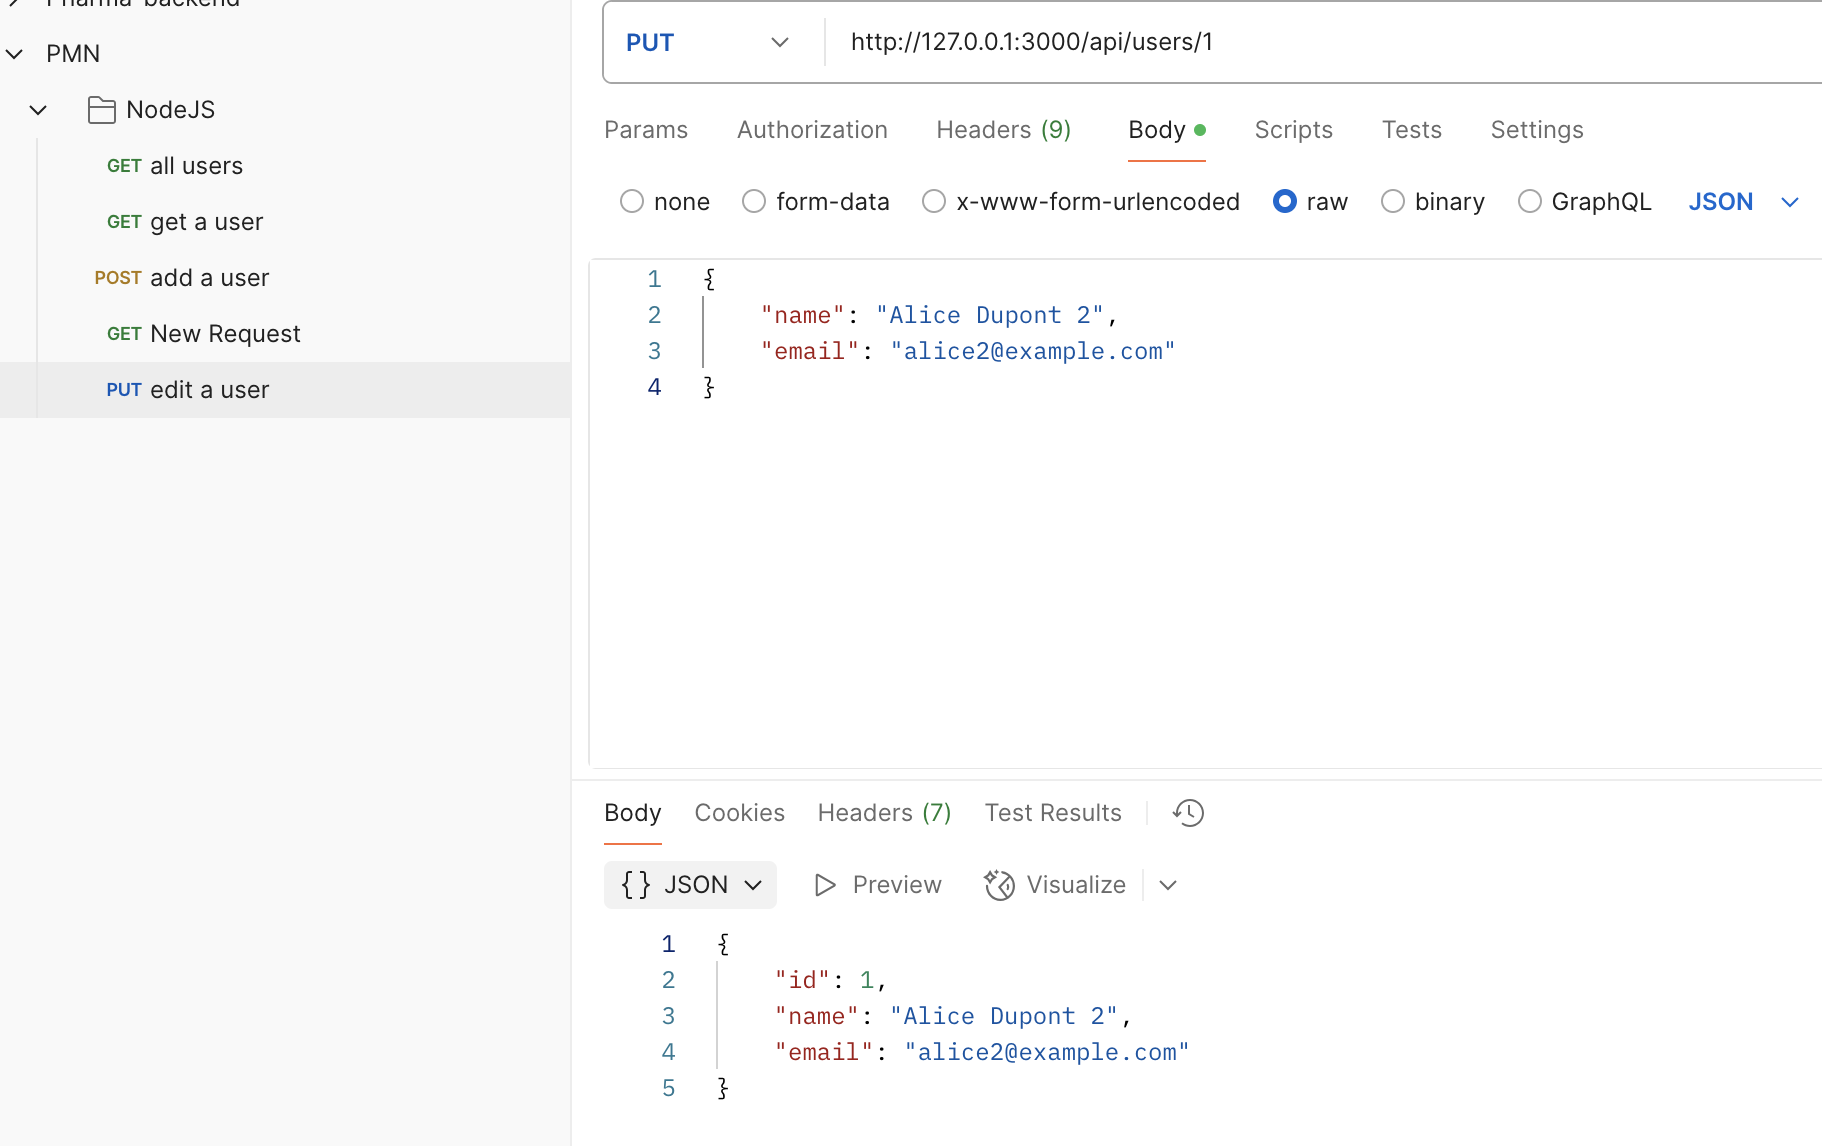 Pharma-backend
PMN
NodeJS
GET all users
GET get a user
POST add a user
GET New Request
PUT edit a user
PUT http://127.0.0.1:3000/api/users/1
Params Authorization Headers (9) Body Scripts Tests Settings
none form-data x-www-form-urlencoded raw binary GraphQL JSON
1 {
2 "name": "Alice Dupont 2",
3 "email": "alice2@example.com"
4 }
Body Cookies Headers (7) Test Results
{} JSON Preview Visualize
1 {
2 "id": 1,
3 "name": "Alice Dupont 2",
4 "email": "alice2@example.com"
5 }